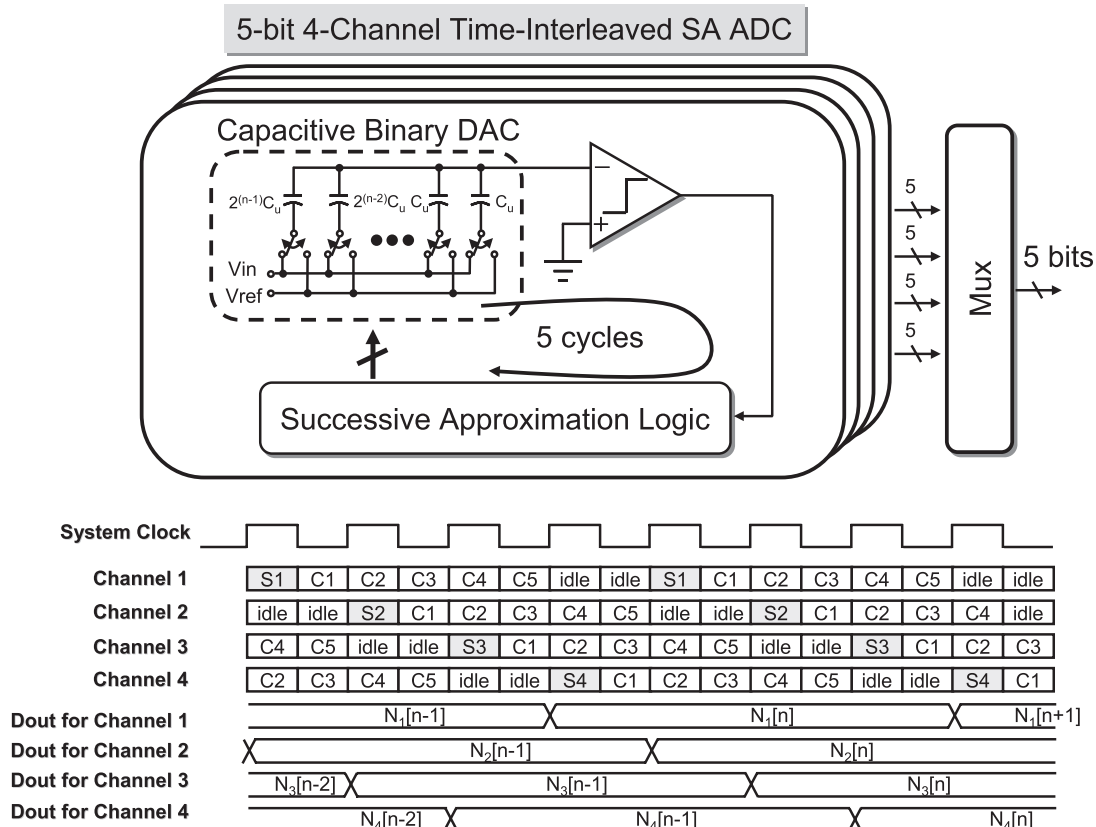 5-bit 4-Channel Time-Interleaved SA ADC
Capacitive Binary DAC
2(n-1)Cu 2(n-2)Cu Cu Cu
Vin
Vref
−
+
5 cycles
Successive Approximation Logic
5
5
5
5
Mux
5 bits
System Clock
Channel 1 S1 C1 C2 C3 C4 C5 idle idle S1 C1 C2 C3 C4 C5 idle idle
Channel 2 idle idle S2 C1 C2 C3 C4 C5 idle idle S2 C1 C2 C3 C4 idle
Channel 3 C4 C5 idle idle S3 C1 C2 C3 C4 C5 idle idle S3 C1 C2 C3
Channel 4 C2 C3 C4 C5 idle idle S4 C1 C2 C3 C4 C5 idle idle S4 C1
Dout for Channel 1 N1[n-1] N1[n] N1[n+1]
Dout for Channel 2 N2[n-1] N2[n]
Dout for Channel 3 N3[n-2] N3[n-1] N3[n]
Dout for Channel 4 N4[n-2] N4[n-1] N4[n]